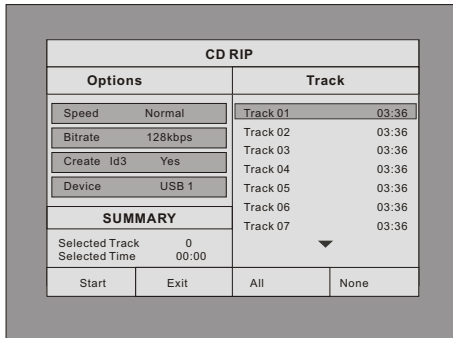 CD RIP
Options
Speed Normal
Bitrate 128kbps
Create Id3 Yes
Device USB 1
SUMMARY
Selected Track 0
Selected Time 00:00
Track
Track 01 03:36
Track 02 03:36
Track 03 03:36
Track 04 03:36
Track 05 03:36
Track 06 03:36
Track 07 03:36
Start Exit All None